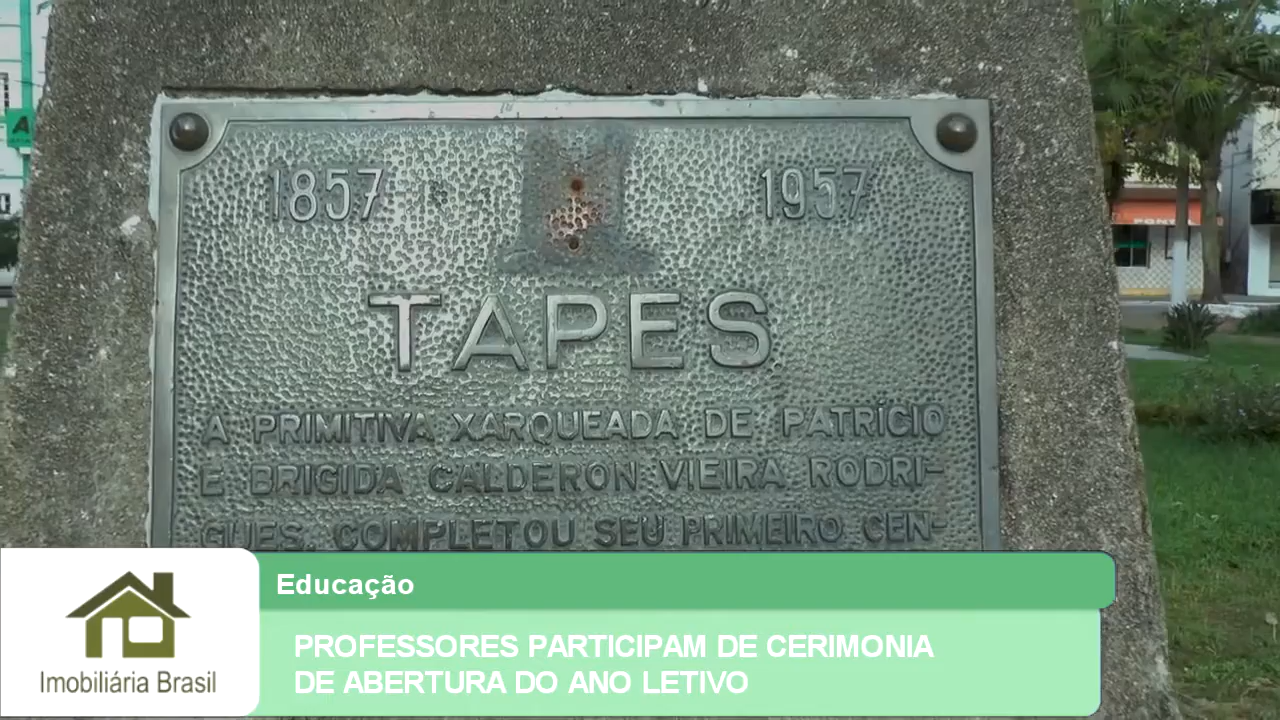 1857 1957
TAPES
A PRIMITIVA XARQUEADA DE PATRÍCIO
E BRIGIDA CALDERON VIEIRA RODRI-
GUES, COMPLETOU SEU PRIMEIRO CEN-
Educação
PROFESSORES PARTICIPAM DE CERIMONIA
DE ABERTURA DO ANO LETIVO
Imobiliária Brasil